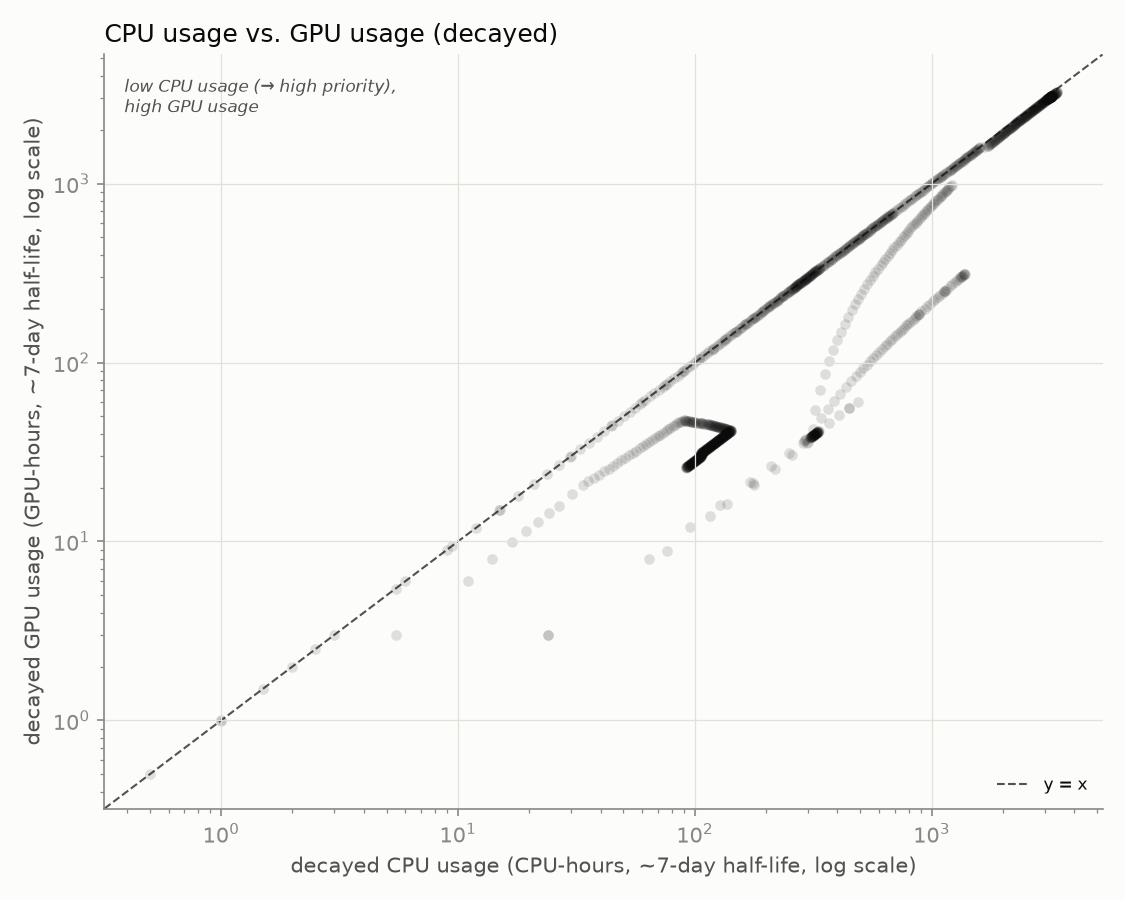 CPU usage vs. GPU usage (decayed)
low CPU usage (→ high priority),
high GPU usage
decayed GPU usage (GPU-hours, ~7-day half-life, log scale)
10³
10²
10¹
10⁰
y = x
10⁰ 10¹ 10² 10³
decayed CPU usage (CPU-hours, ~7-day half-life, log scale)